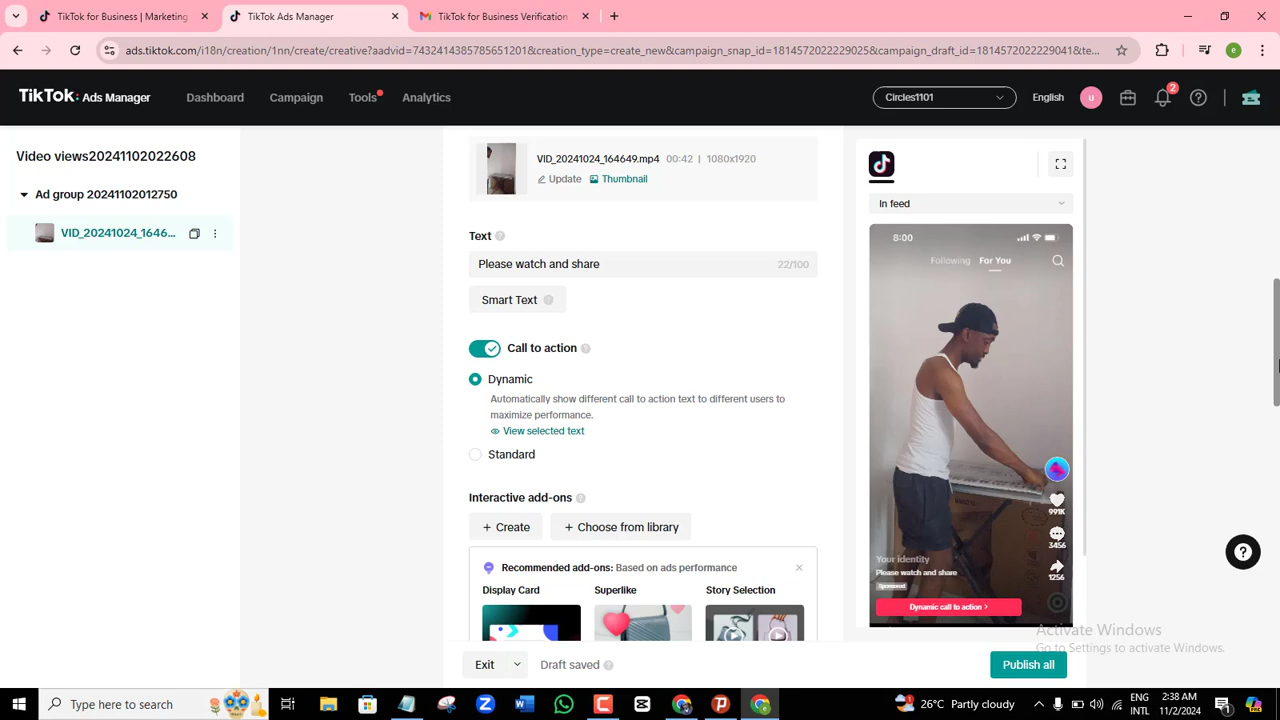 TikTok for Business | Marketing
TikTok Ads Manager
TikTok for Business Verification
ads.tiktok.com/i18n/creation/1nn/create/creative?aadvid=7432414385785651201&creation_type=create_new&campaign_snap_id=1814572022229025&campaign_draft_id=1814572022229041&te...
e
TikTok: Ads Manager
Dashboard
Campaign
Tools
Analytics
Circles1101
English
u
2
Video views20241102022608
Ad group 20241102012750
VID_20241024_1646...
VID_20241024_164649.mp4 00:42 | 1080x1920
Update
Thumbnail
Text
Please watch and share
22/100
Smart Text
Call to action
Dynamic
Automatically show different call to action text to different users to
maximize performance.
View selected text
Standard
Interactive add-ons
+ Create
+ Choose from library
Recommended add-ons: Based on ads performance
Display Card
Superlike
Story Selection
Exit
Draft saved
Publish all
In feed
8:00
Following
For You
991K
3456
1256
Your identity
Please watch and share
Sponsored
Dynamic call to action >
Activate Windows
Go to Settings to activate Windows.
Type here to search
26°C Partly cloudy
ENG
INTL
2:38 AM
11/2/2024